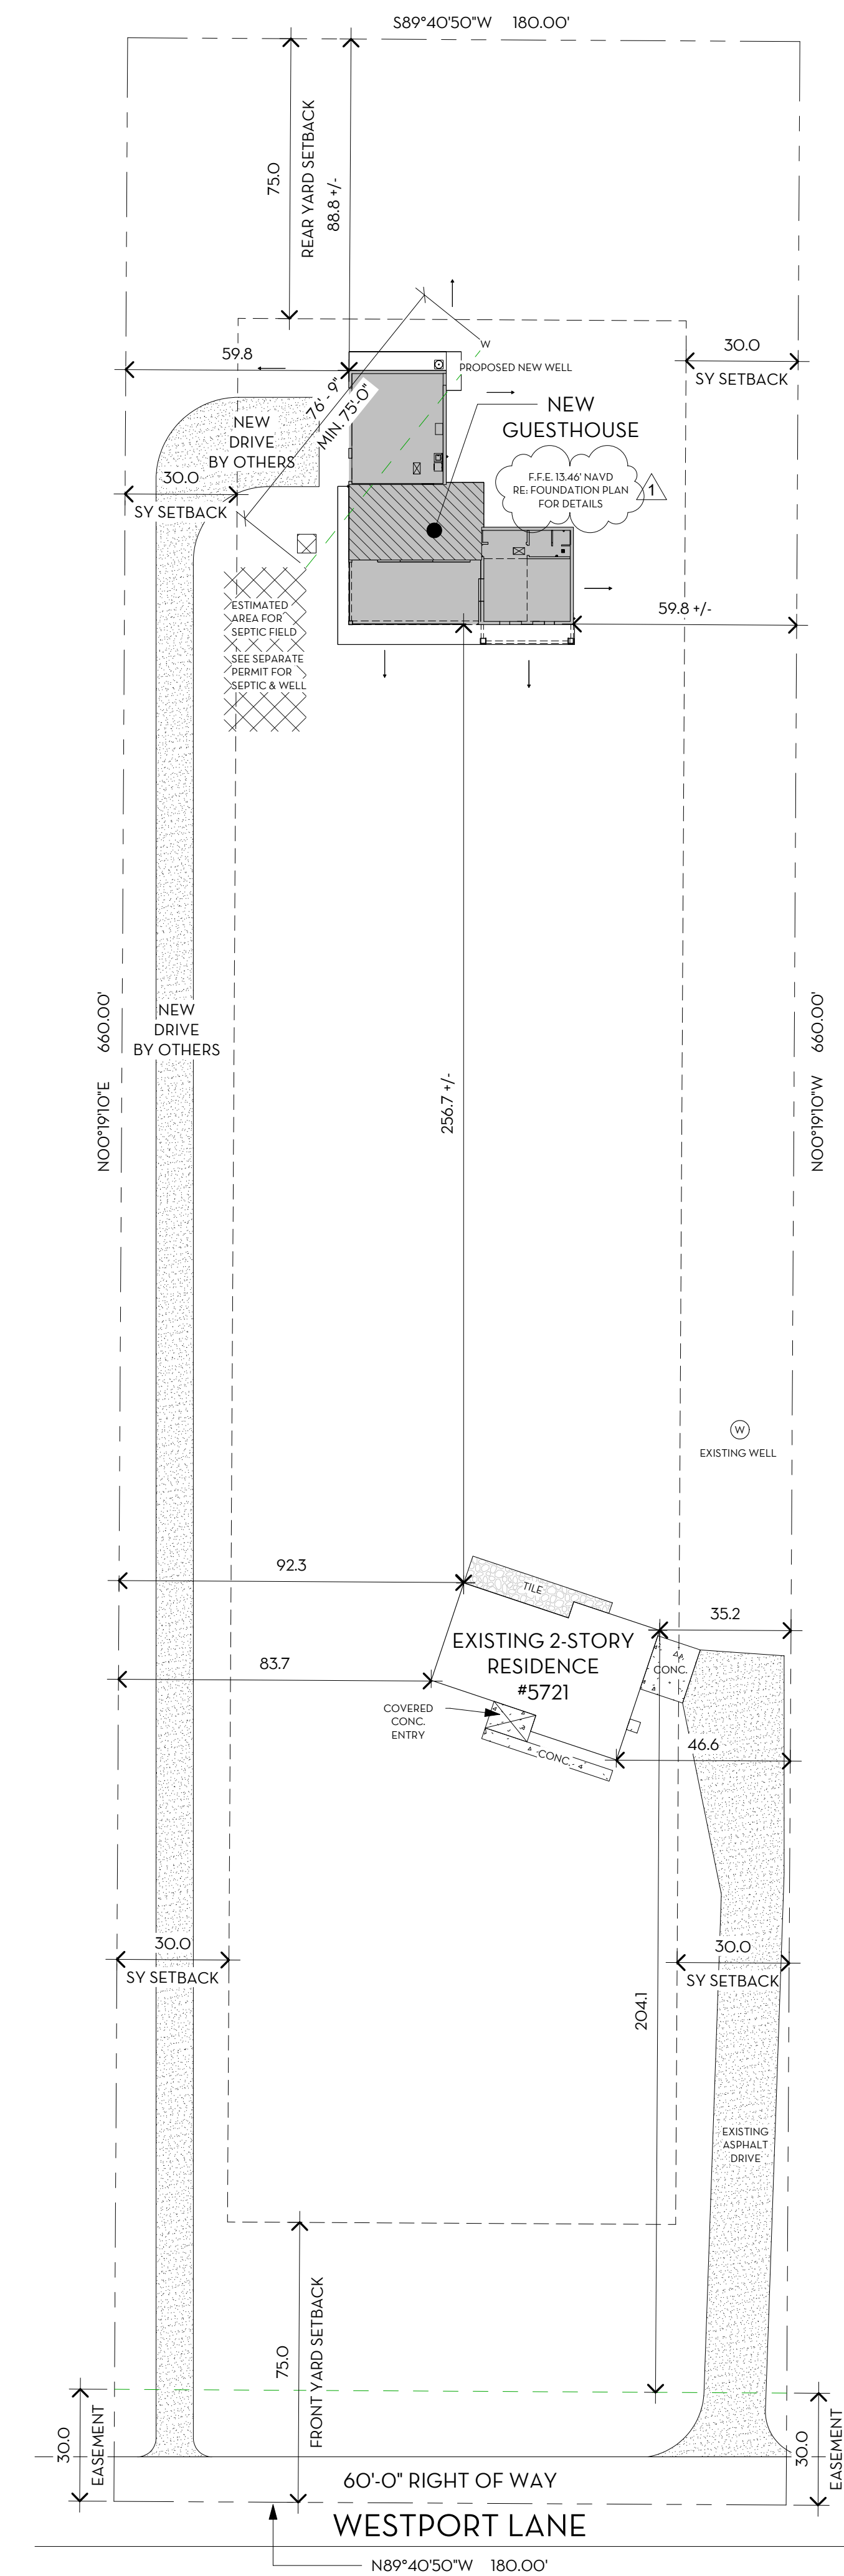 S89°40'50"W 180.00'
75.0
REAR YARD SETBACK
88.8 +/-
W
PROPOSED NEW WELL
59.8
30.0
SY SETBACK
76' - 9"
MIN. 75'-0"
NEW
DRIVE
BY OTHERS
NEW
GUESTHOUSE
30.0
SY SETBACK
F.F.E. 13.46' NAVD
RE: FOUNDATION PLAN
FOR DETAILS
1
ESTIMATED
AREA FOR
SEPTIC FIELD
SEE SEPARATE
PERMIT FOR
SEPTIC & WELL
59.8 +/-
N00°19'10"E 660.00'
NEW
DRIVE
BY OTHERS
256.7 +/-
N00°19'10"W 660.00'
W
EXISTING WELL
92.3
TILE
35.2
EXISTING 2-STORY
RESIDENCE
#5721
CONC.
83.7
COVERED
CONC.
ENTRY
CONC.
46.6
30.0
SY SETBACK
30.0
SY SETBACK
204.1
EXISTING
ASPHALT
DRIVE
75.0
FRONT YARD SETBACK
30.0
EASEMENT
30.0
EASEMENT
60'-0" RIGHT OF WAY
WESTPORT LANE
N89°40'50"W 180.00'